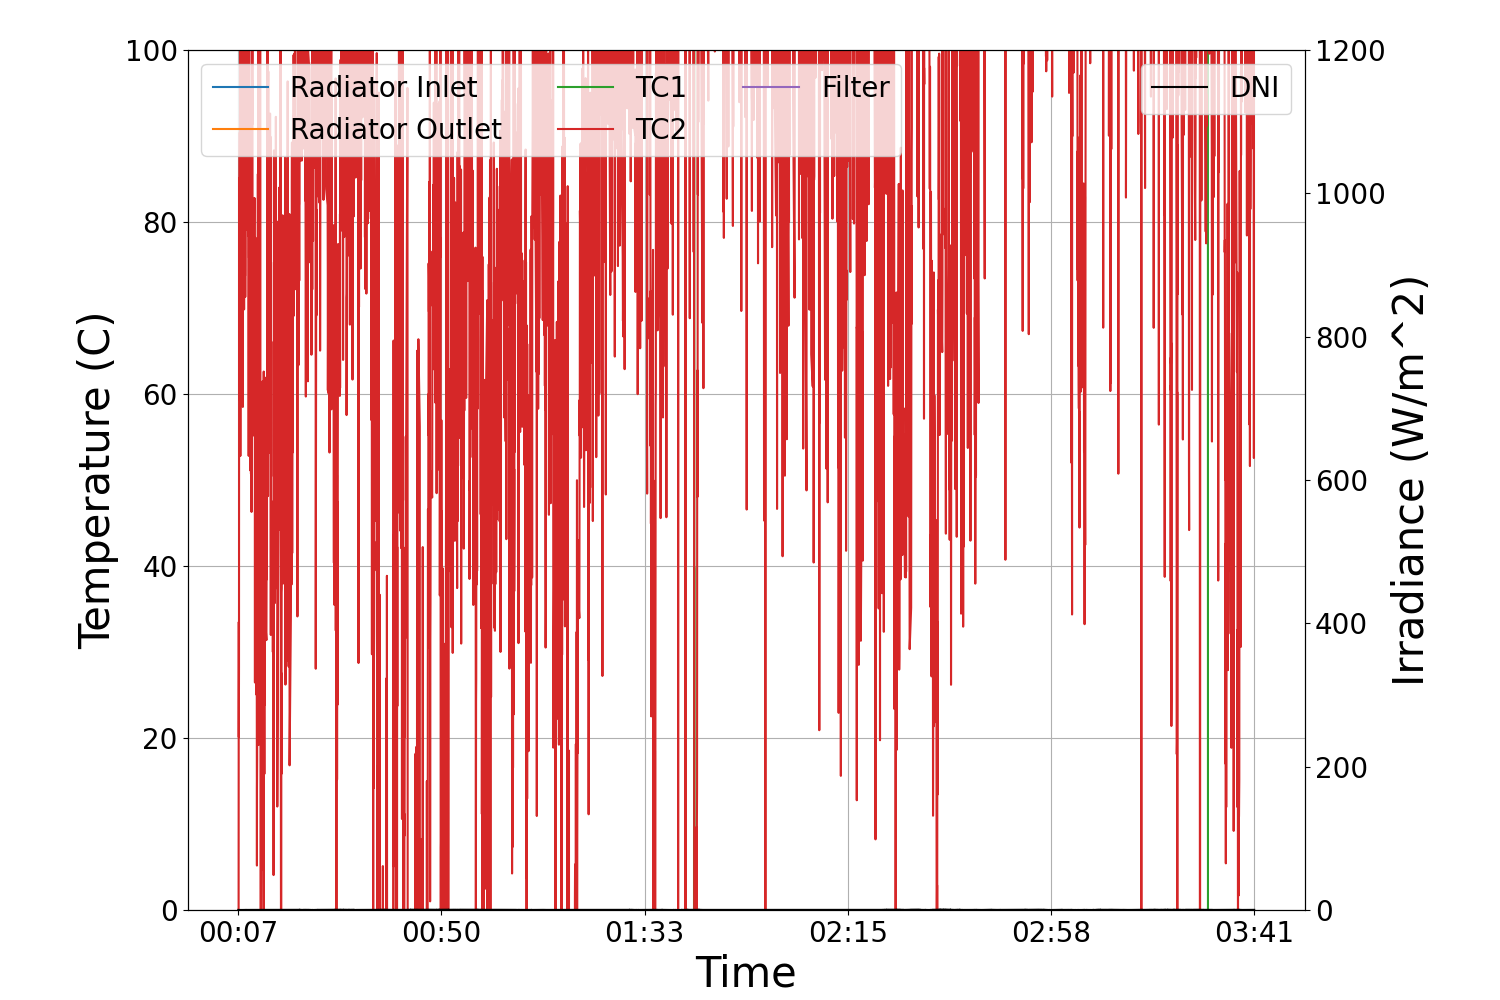 100
80
60
40
20
0
Temperature (C)
Radiator Inlet
Radiator Outlet
TC1
TC2
Filter
DNI
1200
1000
800
600
400
200
0
Irradiance (W/m^2)
00:07
00:50
01:33
02:15
02:58
03:41
Time